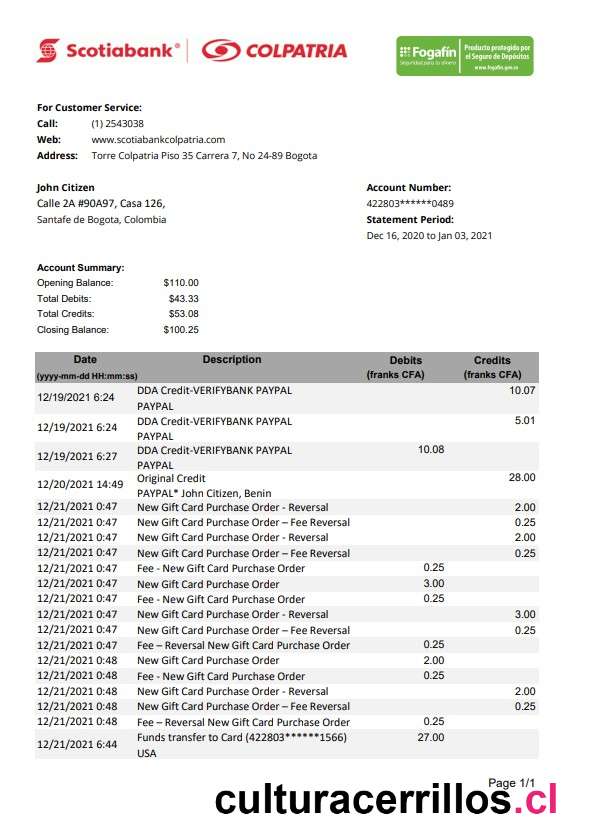 Scotiabank® COLPATRIA
Fogafín
Seguridad para tu dinero
Producto protegido por
el Seguro de Depósitos
www.fogafin.gov.co
For Customer Service:
Call: (1) 2543038
Web: www.scotiabankcolpatria.com
Address: Torre Colpatria Piso 35 Carrera 7, No 24-89 Bogota
John Citizen
Calle 2A #90A97, Casa 126,
Santafe de Bogota, Colombia
Account Number:
422803******0489
Statement Period:
Dec 16, 2020 to Jan 03, 2021
Account Summary:
Opening Balance: $110.00
Total Debits: $43.33
Total Credits: $53.08
Closing Balance: $100.25
Date Description Debits Credits
(yyyy-mm-dd HH:mm:ss) (franks CFA) (franks CFA)
12/19/2021 6:24 DDA Credit-VERIFYBANK PAYPAL 10.07
PAYPAL
12/19/2021 6:24 DDA Credit-VERIFYBANK PAYPAL 5.01
PAYPAL
12/19/2021 6:27 DDA Credit-VERIFYBANK PAYPAL 10.08
PAYPAL
12/20/2021 14:49 Original Credit 28.00
PAYPAL* John Citizen, Benin
12/21/2021 0:47 New Gift Card Purchase Order - Reversal 2.00
12/21/2021 0:47 New Gift Card Purchase Order – Fee Reversal 0.25
12/21/2021 0:47 New Gift Card Purchase Order - Reversal 2.00
12/21/2021 0:47 New Gift Card Purchase Order – Fee Reversal 0.25
12/21/2021 0:47 Fee - New Gift Card Purchase Order 0.25
12/21/2021 0:47 New Gift Card Purchase Order 3.00
12/21/2021 0:47 Fee - New Gift Card Purchase Order 0.25
12/21/2021 0:47 New Gift Card Purchase Order - Reversal 3.00
12/21/2021 0:47 New Gift Card Purchase Order – Fee Reversal 0.25
12/21/2021 0:47 Fee – Reversal New Gift Card Purchase Order 0.25
12/21/2021 0:48 New Gift Card Purchase Order 2.00
12/21/2021 0:48 Fee - New Gift Card Purchase Order 0.25
12/21/2021 0:48 New Gift Card Purchase Order - Reversal 2.00
12/21/2021 0:48 New Gift Card Purchase Order – Fee Reversal 0.25
12/21/2021 0:48 Fee – Reversal New Gift Card Purchase Order 0.25
12/21/2021 6:44 Funds transfer to Card (422803******1566) 27.00
USA
Page 1/1
culturacerrillos.cl